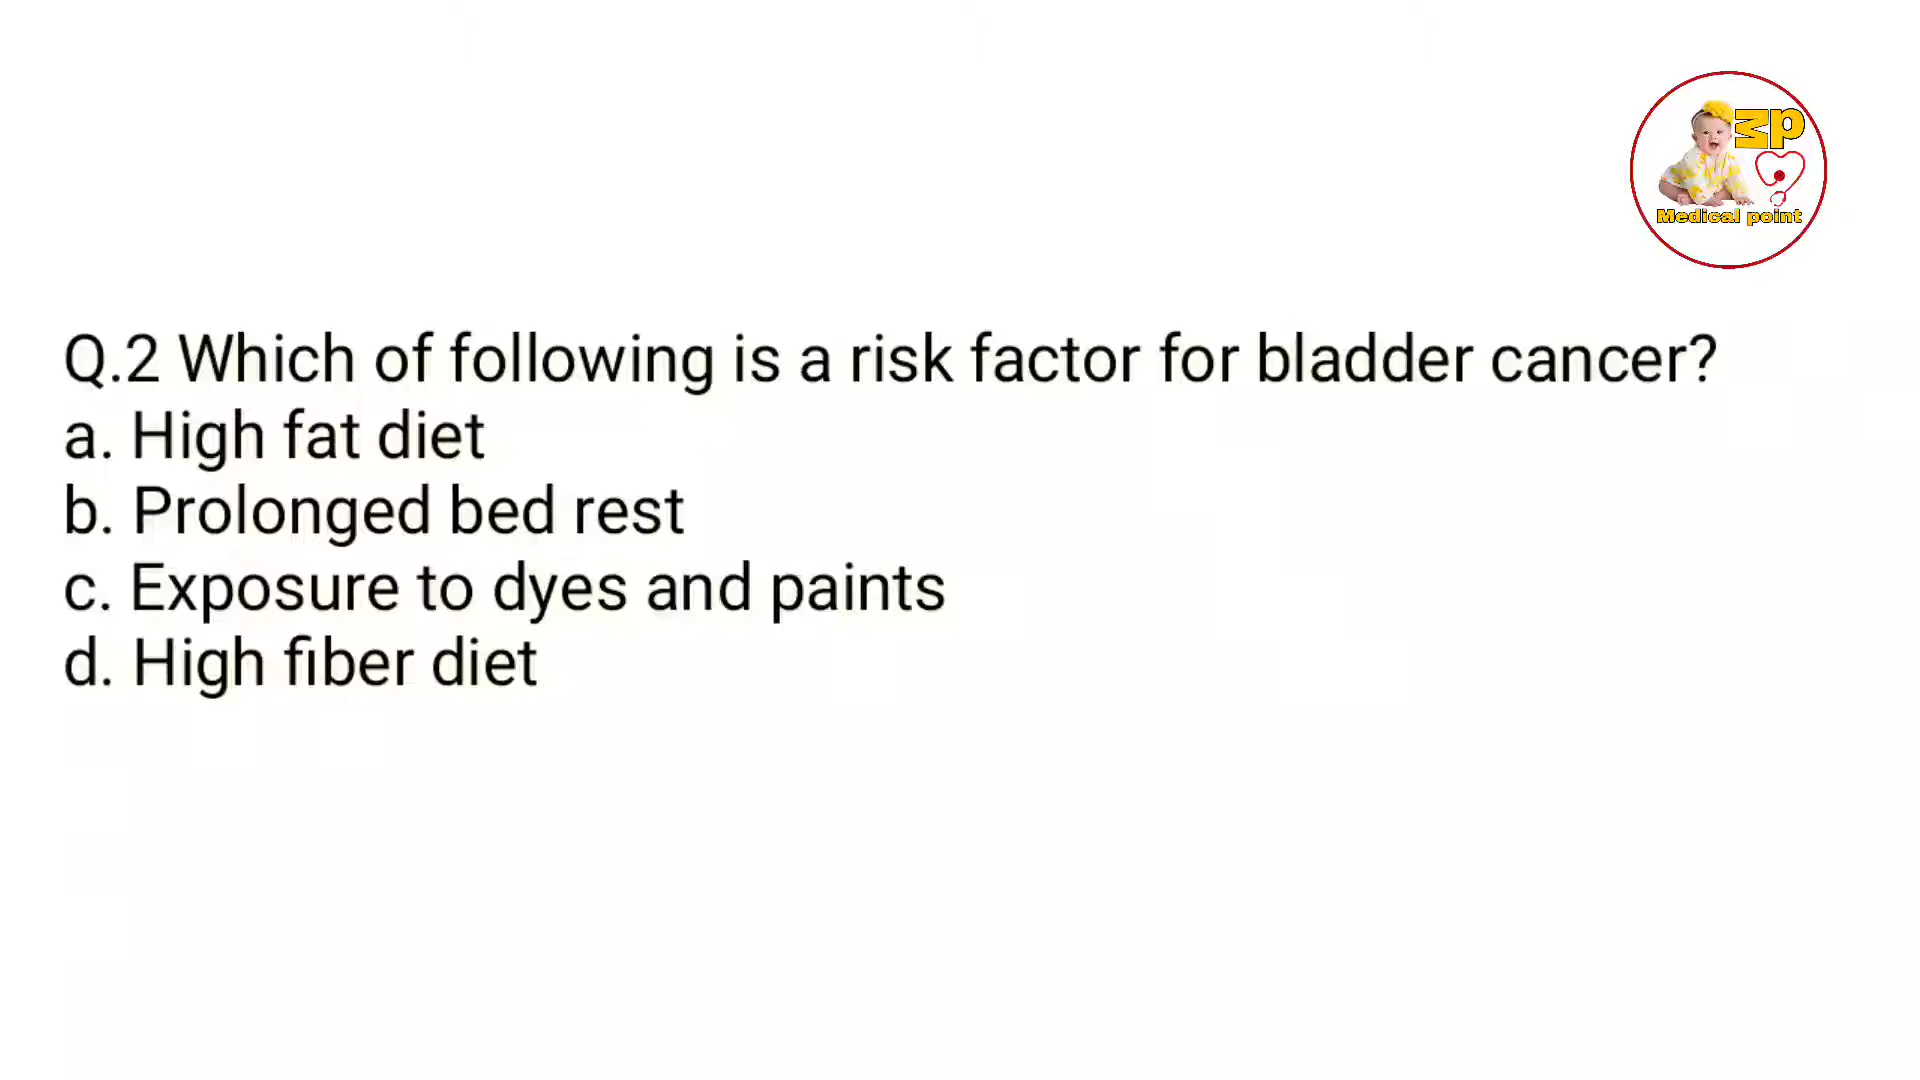 MP
Medical point
Q.2 Which of following is a risk factor for bladder cancer?
a. High fat diet
b. Prolonged bed rest
c. Exposure to dyes and paints
d. High fiber diet